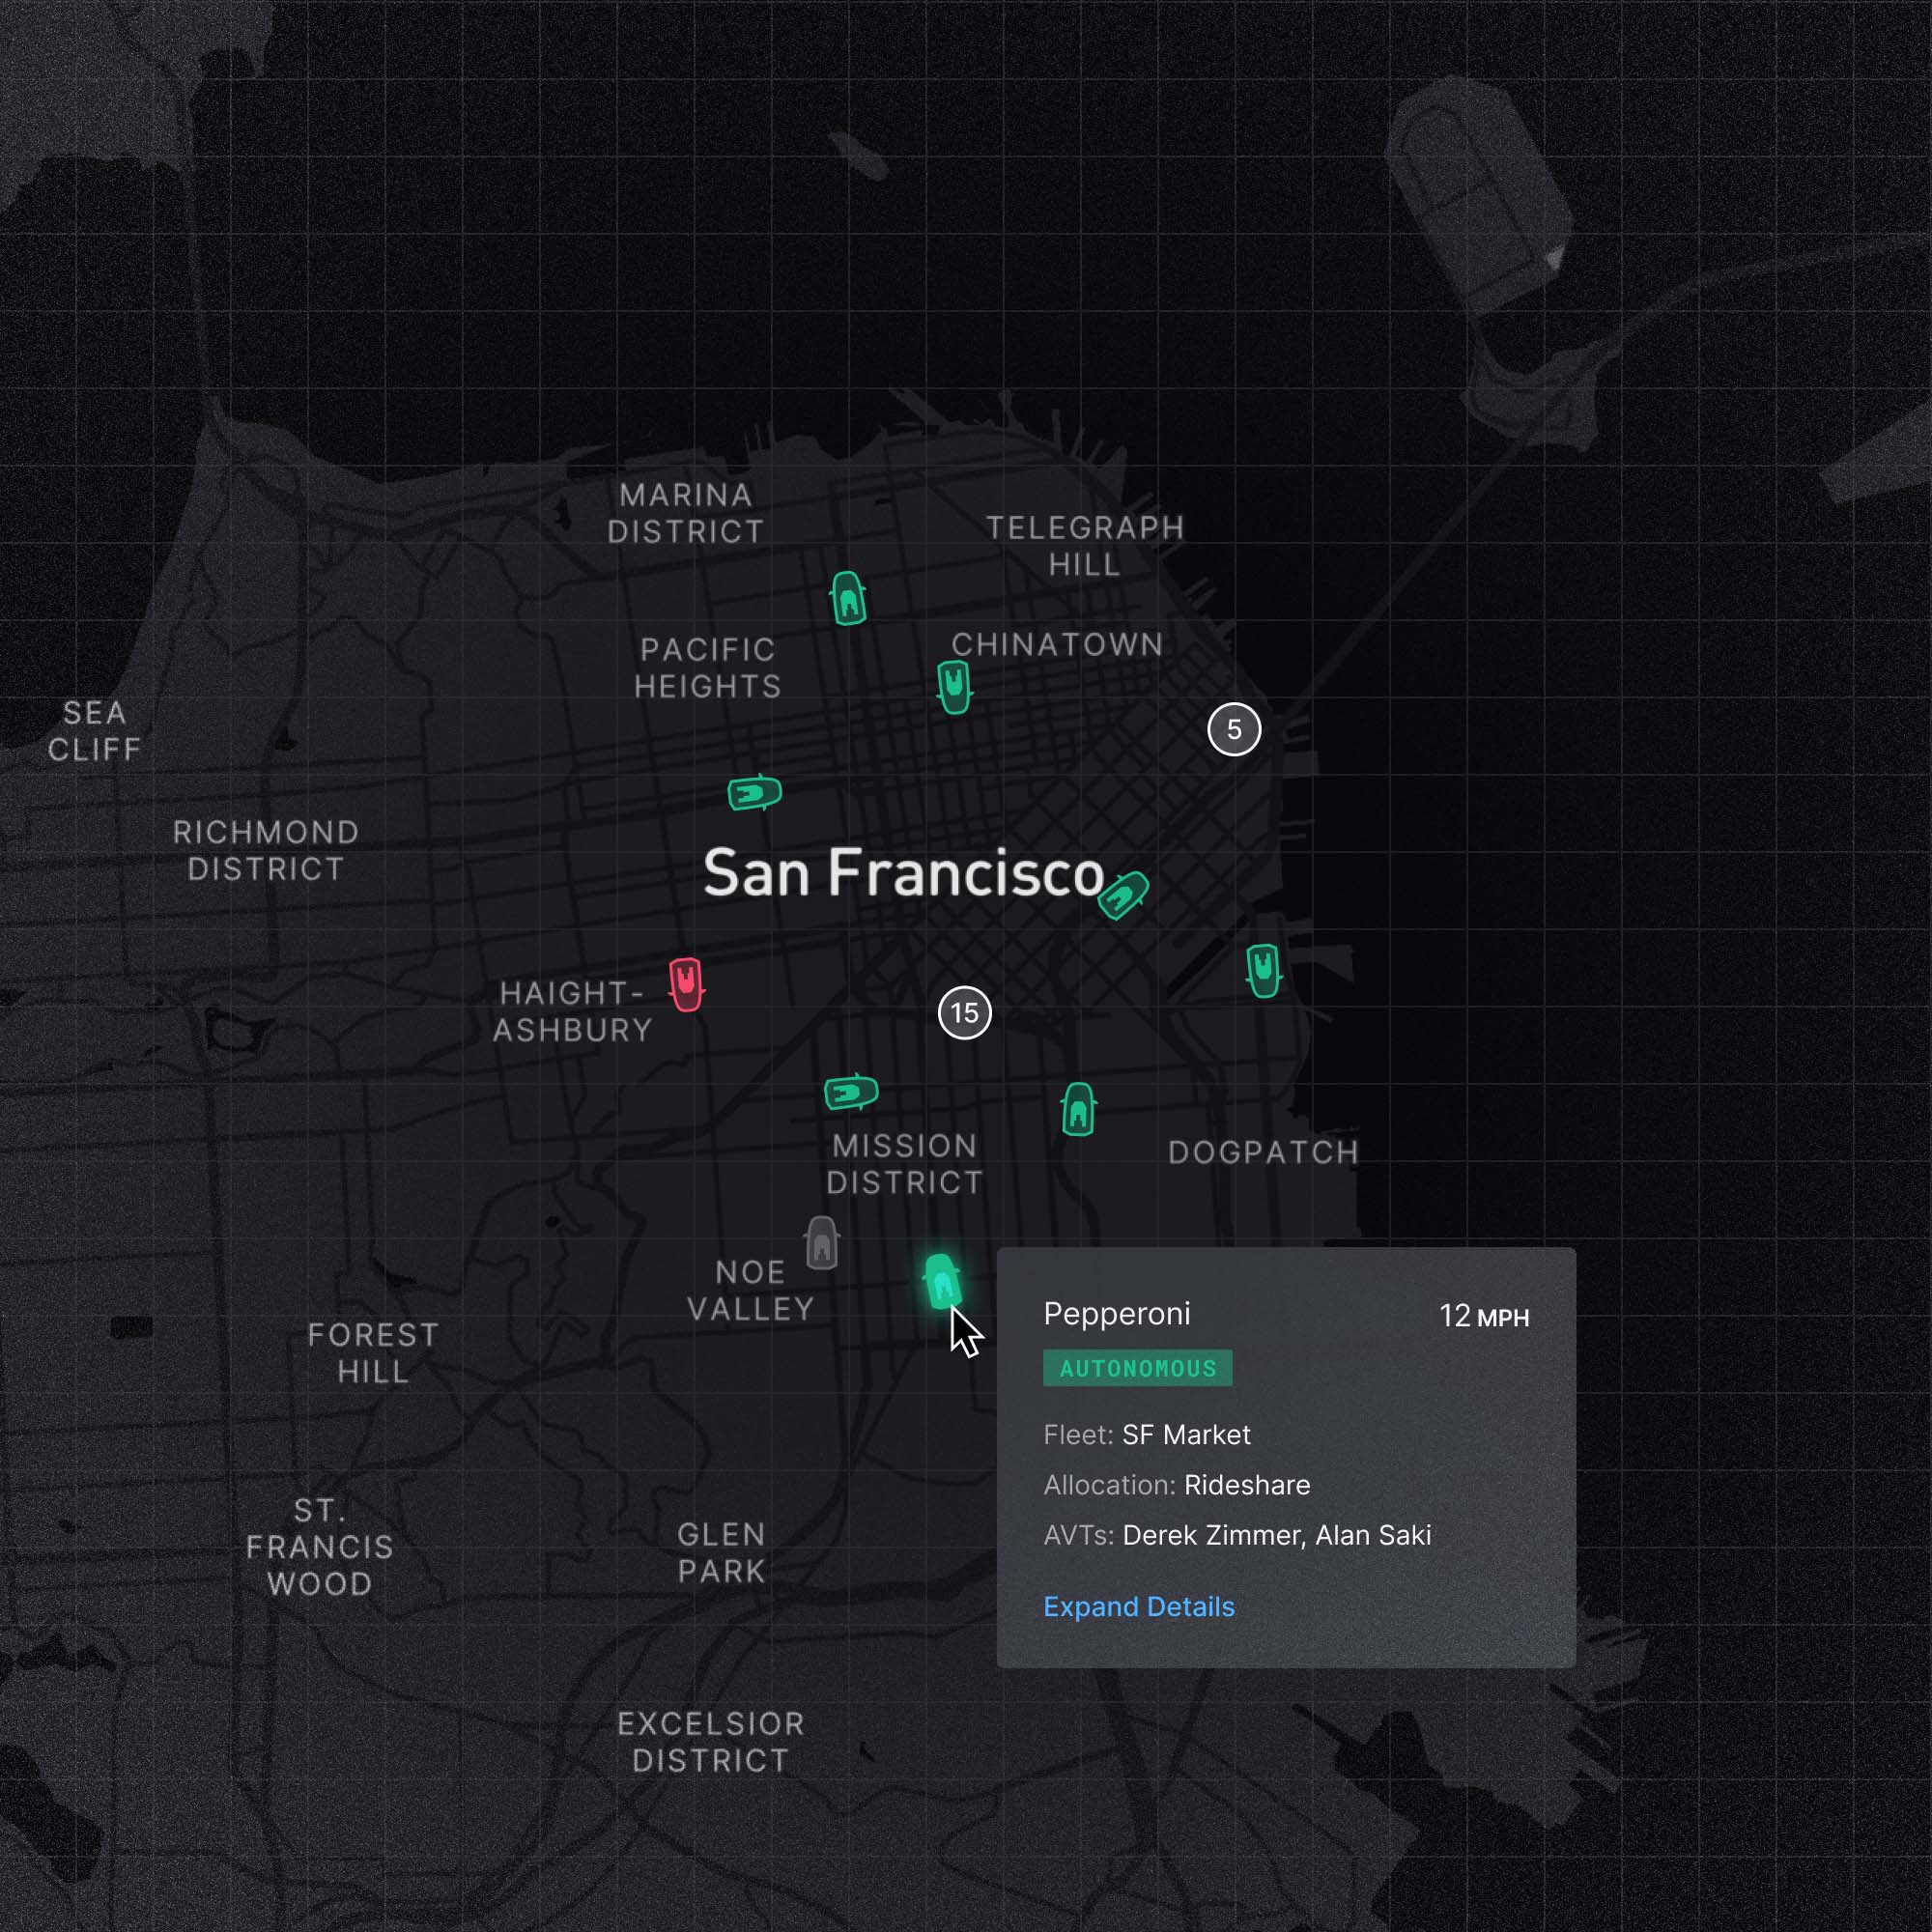 MARINA
DISTRICT
TELEGRAPH
HILL
PACIFIC
HEIGHTS
CHINATOWN
SEA
CLIFF
5
RICHMOND
DISTRICT
San Francisco
HAIGHT-
ASHBURY
15
MISSION
DISTRICT
DOGPATCH
NOE
VALLEY
FOREST
HILL
Pepperoni
12 MPH
AUTONOMOUS
Fleet: SF Market
Allocation: Rideshare
AVTs: Derek Zimmer, Alan Saki
Expand Details
ST.
FRANCIS
WOOD
GLEN
PARK
EXCELSIOR
DISTRICT